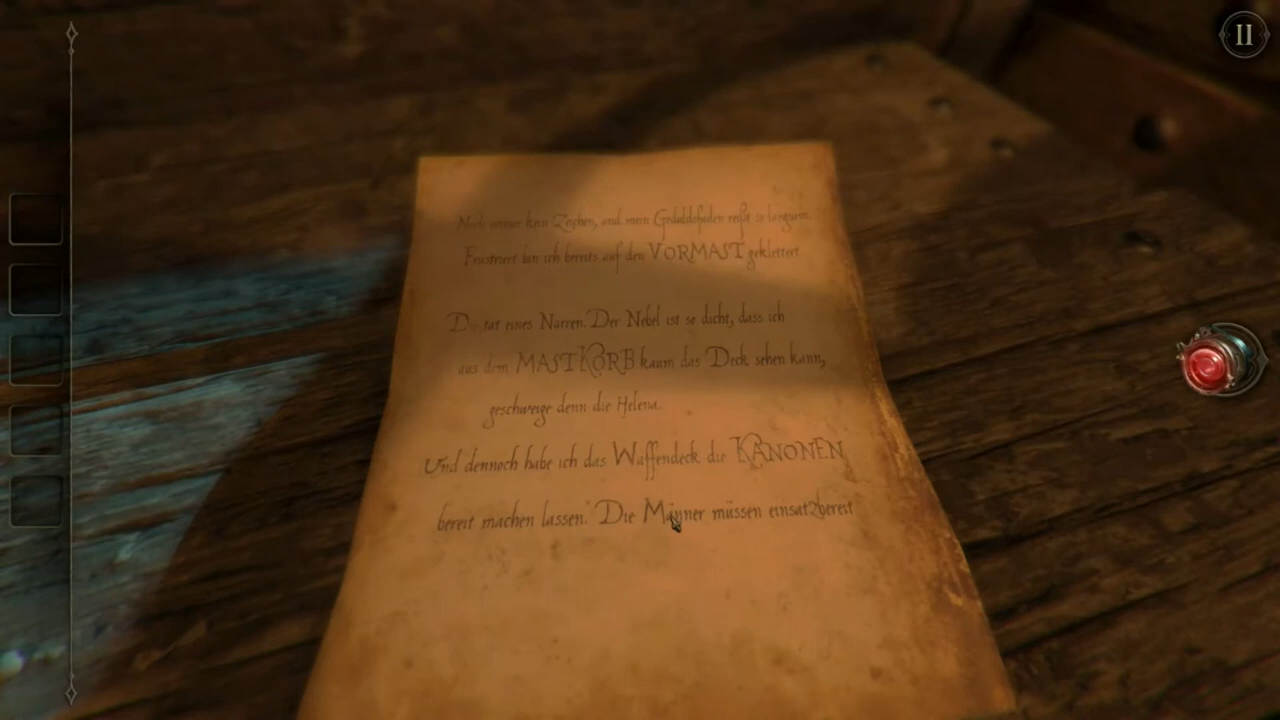 Noch immer kein Zeichen, und mein Geduldsfaden reißt so langsam.
Frustriert bin ich bereits auf den VORMAST geklettert.
tat eines Narren. Der Nebel ist so dicht, dass ich
aus dem MASTKORB kaum das Deck sehen kann,
geschweige denn die Helena.
Und dennoch habe ich das Waffendeck die KANONEN
bereit machen lassen. Die Männer müssen einsatzbereit
II